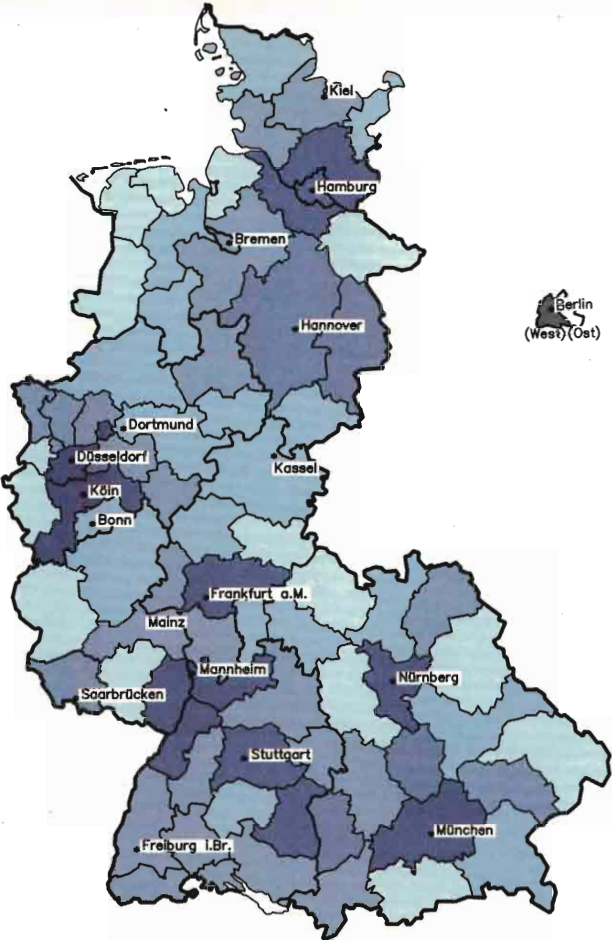 Kiel
Hamburg
Bremen
Berlin
Hannover
(West) (Ost)
Dortmund
Düsseldorf
Kassel
Köln
Bonn
Frankfurt a.M.
Mainz
Mannheim
Nürnberg
Saarbrücken
Stuttgart
München
Freiburg i.Br.